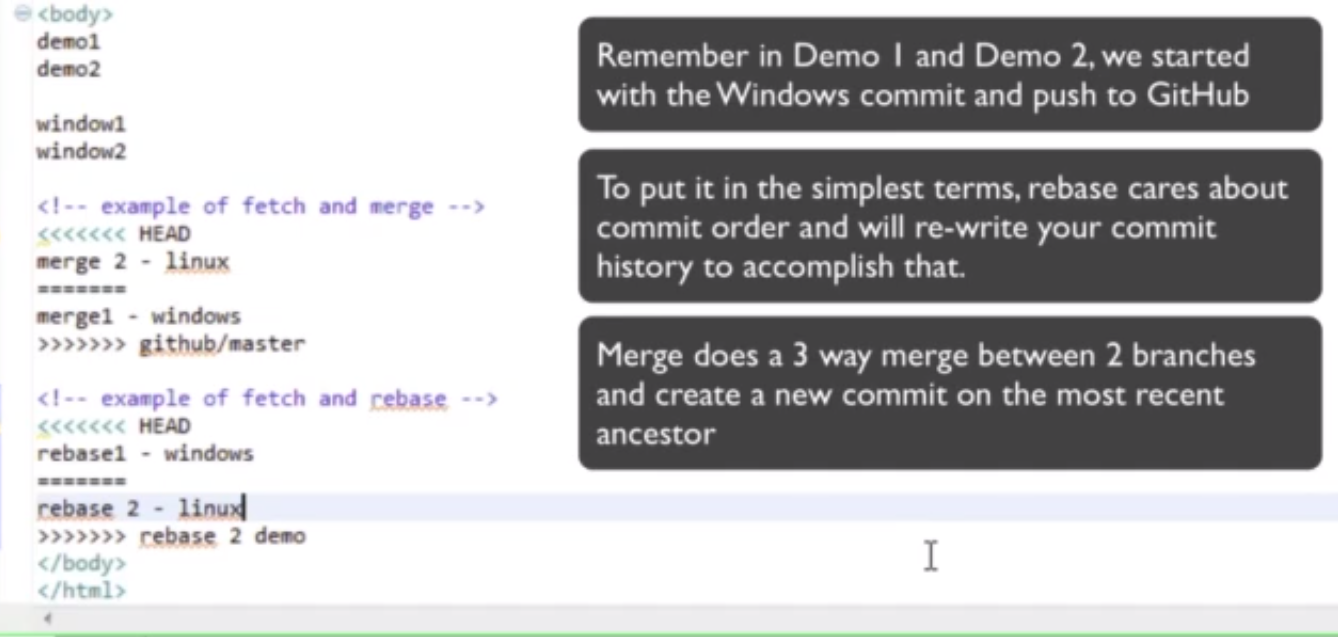 <body>
demo1
demo2
window1
window2
<!-- example of fetch and merge -->
<<<<<<< HEAD
merge 2 - linux
=======
merge1 - windows
>>>>>>> github/master
<!-- example of fetch and rebase -->
<<<<<<< HEAD
rebase1 - windows
=======
rebase 2 - linux
>>>>>>> rebase 2 demo
</body>
</html>
Remember in Demo 1 and Demo 2, we started
with the Windows commit and push to GitHub
To put it in the simplest terms, rebase cares about
commit order and will re-write your commit
history to accomplish that.
Merge does a 3 way merge between 2 branches
and create a new commit on the most recent
ancestor